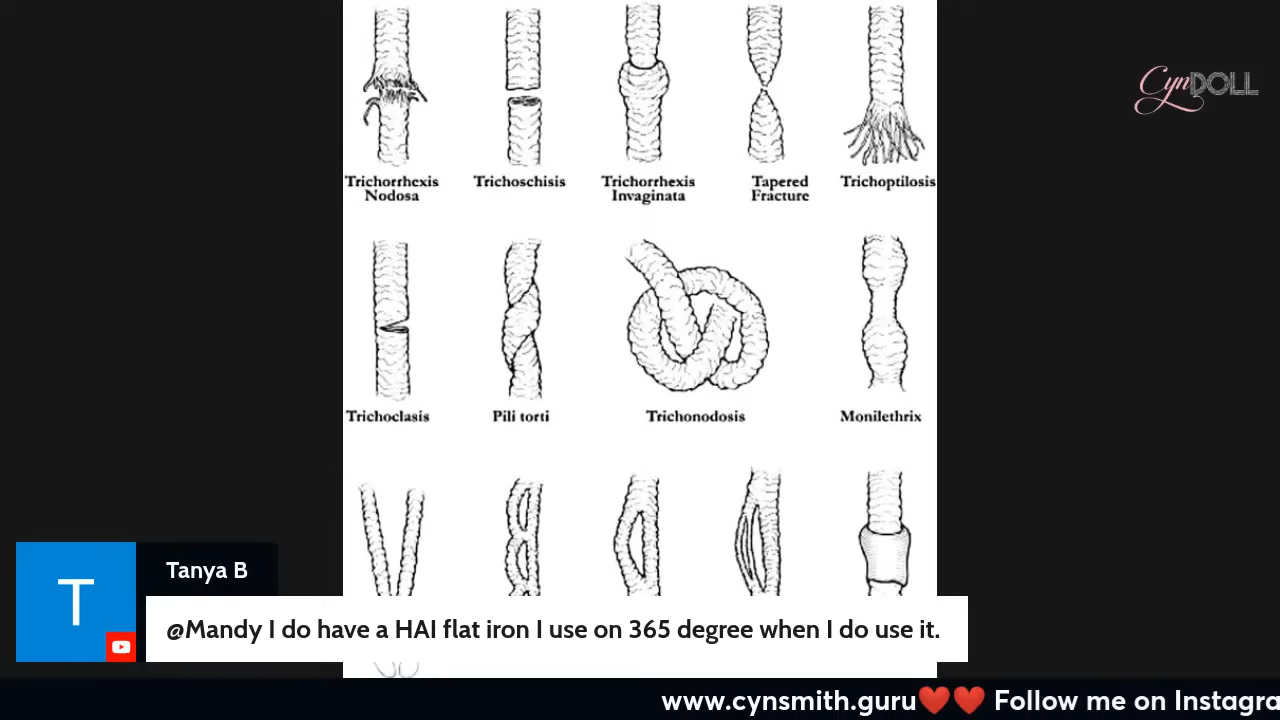 CynDOLL
Trichorrhexis
Nodosa
Trichoschisis
Trichorrhexis
Invaginata
Tapered
Fracture
Trichoptilosis
Trichoclasis
Pili torti
Trichonodosis
Monilethrix
T
Tanya B
@Mandy I do have a HAI flat iron I use on 365 degree when I do use it.
www.cynsmith.guru❤️❤️ Follow me on Instagra